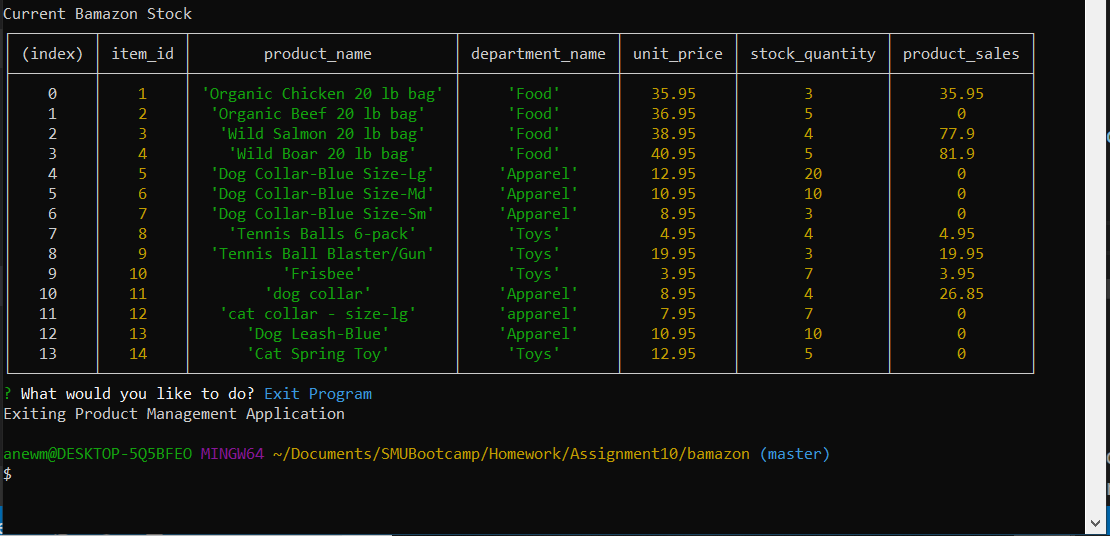 Current Bamazon Stock
(index) item_id product_name department_name unit_price stock_quantity product_sales
0 1 'Organic Chicken 20 lb bag' 'Food' 35.95 3 35.95
1 2 'Organic Beef 20 lb bag' 'Food' 36.95 5 0
2 3 'Wild Salmon 20 lb bag' 'Food' 38.95 4 77.9
3 4 'Wild Boar 20 lb bag' 'Food' 40.95 5 81.9
4 5 'Dog Collar-Blue Size-Lg' 'Apparel' 12.95 20 0
5 6 'Dog Collar-Blue Size-Md' 'Apparel' 10.95 10 0
6 7 'Dog Collar-Blue Size-Sm' 'Apparel' 8.95 3 0
7 8 'Tennis Balls 6-pack' 'Toys' 4.95 4 4.95
8 9 'Tennis Ball Blaster/Gun' 'Toys' 19.95 3 19.95
9 10 'Frisbee' 'Toys' 3.95 7 3.95
10 11 'dog collar' 'Apparel' 8.95 4 26.85
11 12 'cat collar - size-lg' 'apparel' 7.95 7 0
12 13 'Dog Leash-Blue' 'Apparel' 10.95 10 0
13 14 'Cat Spring Toy' 'Toys' 12.95 5 0
? What would you like to do? Exit Program
Exiting Product Management Application
anewm@DESKTOP-5Q5BFEO MINGW64 ~/Documents/SMUBootcamp/Homework/Assignment10/bamazon (master)
$